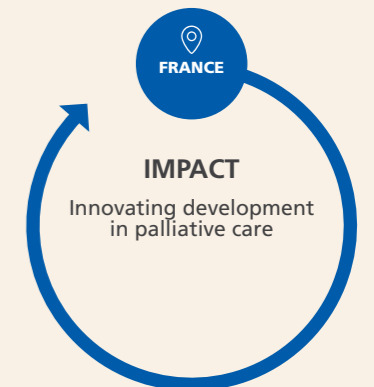 FRANCE
IMPACT
Innovating development
in palliative care